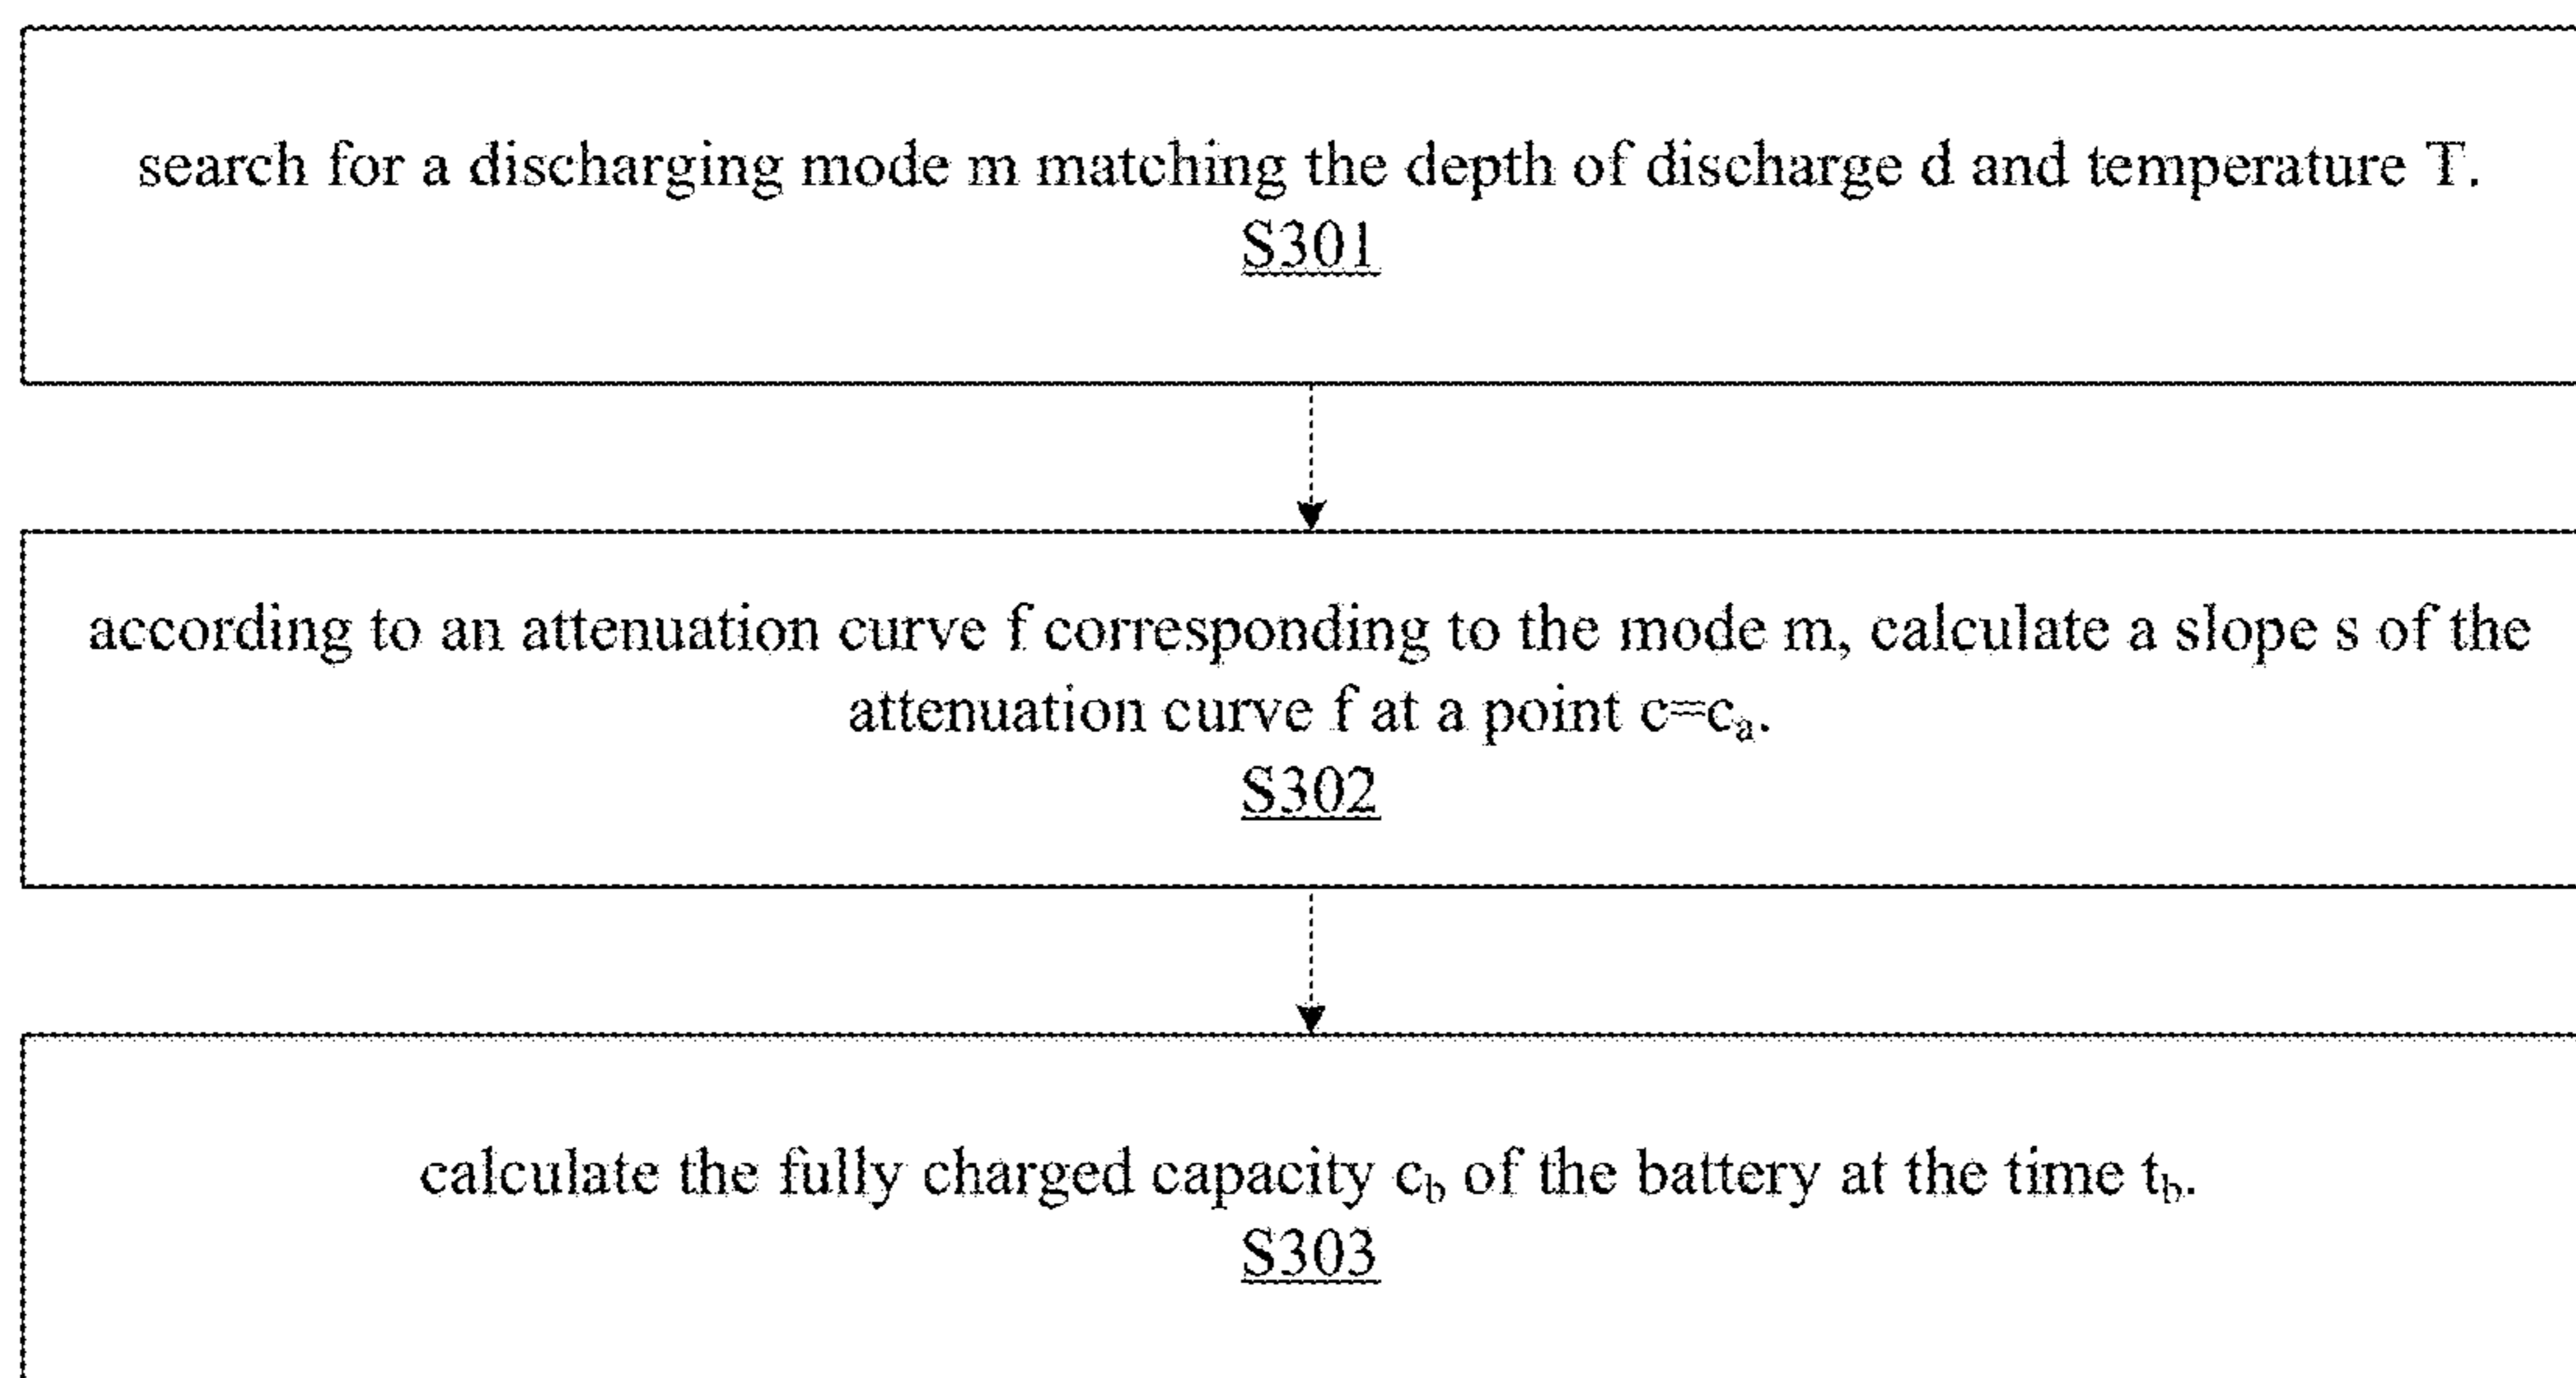 search for a discharging mode m matching the depth of discharge d and temperature T.
S301
according to an attenuation curve f corresponding to the mode m, calculate a slope s of the
attenuation curve f at a point c=cₐ.
S302
calculate the fully charged capacity c_b of the battery at the time t_b.
S303